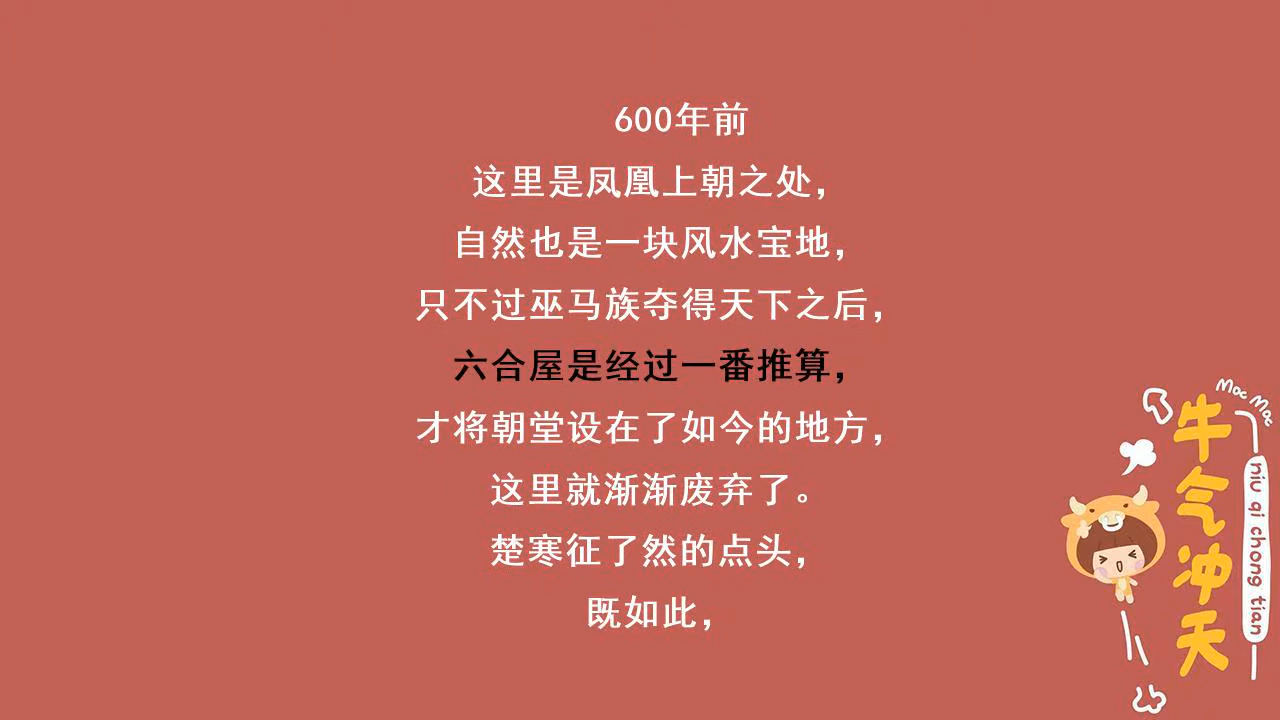 600年前
这里是凤凰上朝之处，
自然也是一块风水宝地，
只不过巫马族夺得天下之后，
六合屋是经过一番推算，
才将朝堂设在了如今的地方，
这里就渐渐废弃了。
楚寒征了然的点头，
既如此，
Moc Moc
牛气冲天
niu qi chong tian